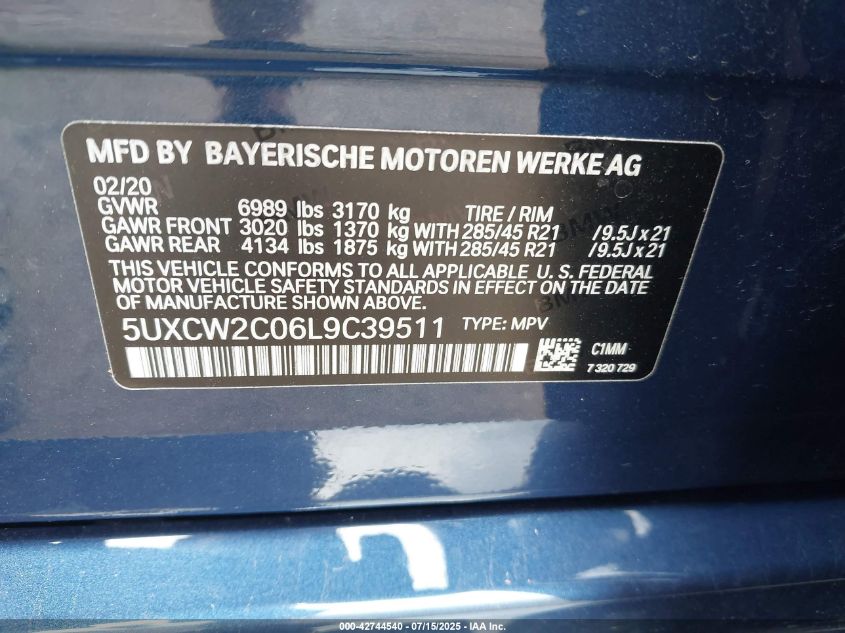 MFD BY BAYERISCHE MOTOREN WERKE AG
02/20
GVWR 6989 lbs 3170 kg TIRE / RIM
GAWR FRONT 3020 lbs 1370 kg WITH 285/45 R21 /9.5J x 21
GAWR REAR 4134 lbs 1875 kg WITH 285/45 R21 /9.5J x 21
THIS VEHICLE CONFORMS TO ALL APPLICABLE U. S. FEDERAL
MOTOR VEHICLE SAFETY STANDARDS IN EFFECT ON THE DATE
OF MANUFACTURE SHOWN ABOVE.
5UXCW2C06L9C39511 TYPE: MPV
C1MM
7 320 729
000-42744540 - 07/15/2025 - IAA Inc.